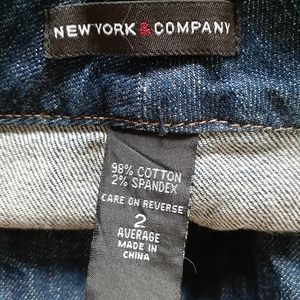 NEW YORK & COMPANY
98% COTTON
2% SPANDEX
CARE ON REVERSE
2
AVERAGE
MADE IN
CHINA